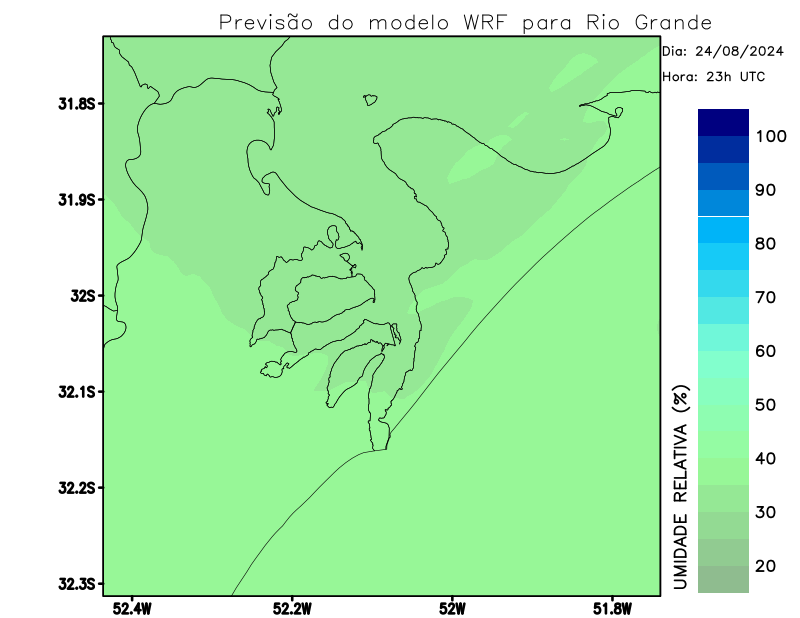 Previsão do modelo WRF para Rio Grande
Dia: 24/08/2024
Hora: 23h UTC
31.8S
31.9S
32S
32.1S
32.2S
32.3S
52.4W
52.2W
52W
51.8W
100
90
80
70
60
50
40
30
20
UMIDADE RELATIVA (%)